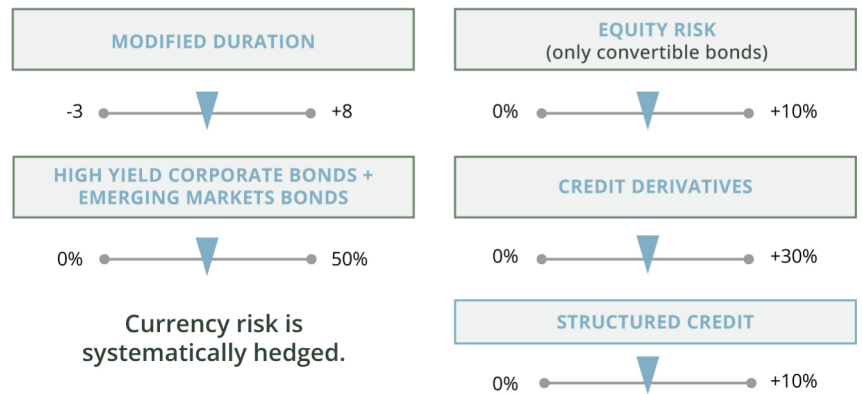 MODIFIED DURATION
-3 +8
HIGH YIELD CORPORATE BONDS +
EMERGING MARKETS BONDS
0% 50%
Currency risk is
systematically hedged.
EQUITY RISK
(only convertible bonds)
0% +10%
CREDIT DERIVATIVES
0% +30%
STRUCTURED CREDIT
0% +10%